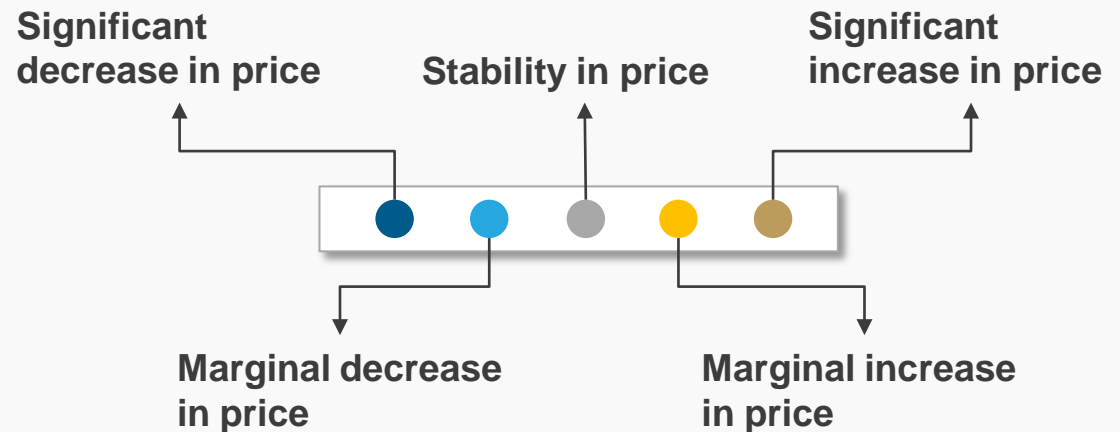 Significant
decrease in price
Stability in price
Significant
increase in price
Marginal decrease
in price
Marginal increase
in price